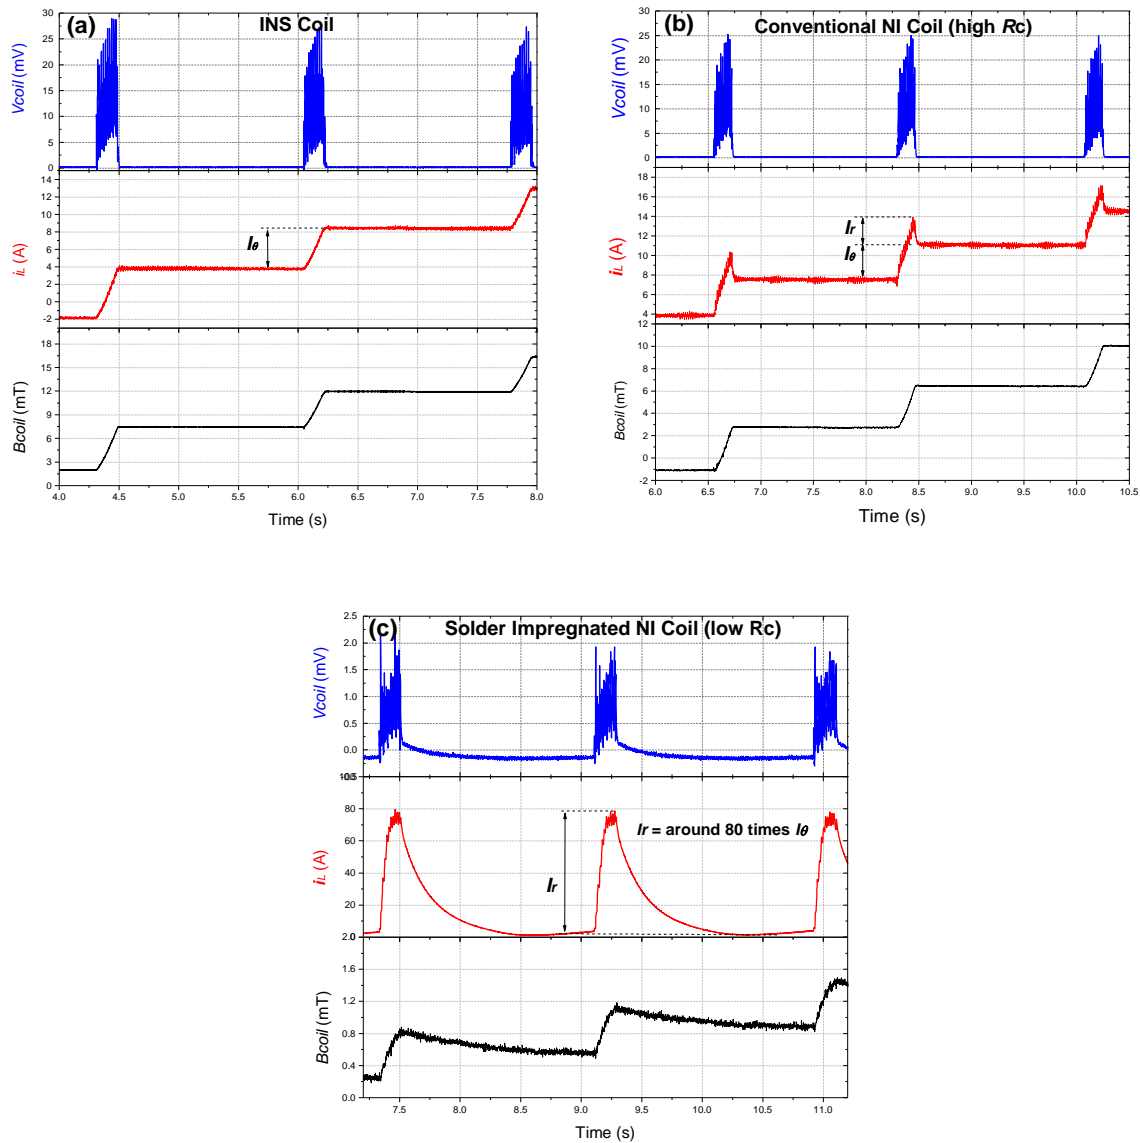 (a)
INS Coil
Vcoil (mV)
30
25
20
15
10
5
0
iL (A)
14
12
10
8
6
4
2
0
-2
Iθ
Bcoil (mT)
18
15
12
9
6
3
0
4.0 4.5 5.0 5.5 6.0 6.5 7.0 7.5 8.0
Time (s)
(b)
Conventional NI Coil (high Rc)
Vcoil (mV)
30
25
20
15
10
5
0
iL (A)
18
16
14
12
10
8
6
4
Ir
Iθ
Bcoil (mT)
12
10
8
6
4
2
0
-2
6.0 6.5 7.0 7.5 8.0 8.5 9.0 9.5 10.0 10.5
Time (s)
(c)
Solder Impregnated NI Coil (low Rc)
Vcoil (mV)
2.5
2.0
1.5
1.0
0.5
0.0
iL (A)
80
60
40
20
Ir
Ir = around 80 times Iθ
Bcoil (mT)
2.0
1.6
1.2
0.8
0.4
0.0
7.5 8.0 8.5 9.0 9.5 10.0 10.5 11.0
Time (s)